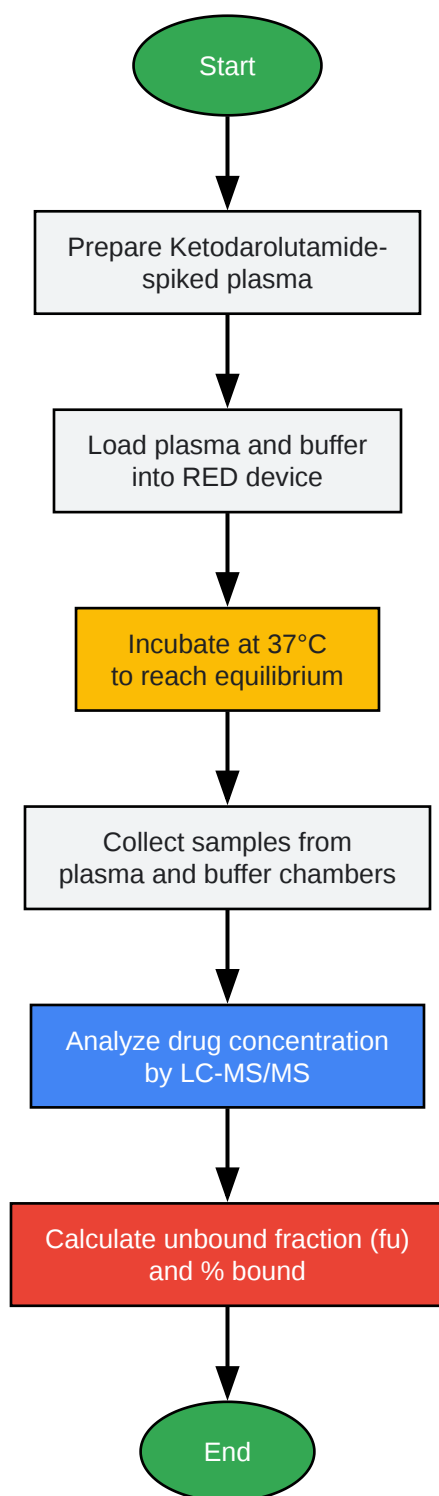 Start
Prepare Ketodarolutamide-
spiked plasma
Load plasma and buffer
into RED device
Incubate at 37°C
to reach equilibrium
Collect samples from
plasma and buffer chambers
Analyze drug concentration
by LC-MS/MS
Calculate unbound fraction (fu)
and % bound
End